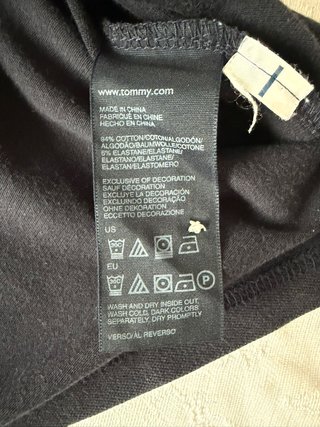 www.tommy.com
MADE IN CHINA
FABRIQUÉ EN CHINE
HECHO EN CHINA
94% COTTON/COTON/ALGODÓN/
ALGODÃO/BAUMWOLLE/COTONE
6% ELASTANE/ELASTANE/
ELASTANO/ELASTAN/
ELASTAN/ELASTOMERO
EXCLUSIVE OF DECORATION
SAUF DÉCORATION
EXCLUYE LA DECORACIÓN
EXCLUINDO DECORAÇÃO
OHNE DEKORATION
ECCETTO DECORAZIONE
US
EU
P
WASH AND DRY INSIDE OUT,
WASH COLD, DARK COLORS
SEPARATELY, DRY PROMPTLY
VERSO/AL REVERSO